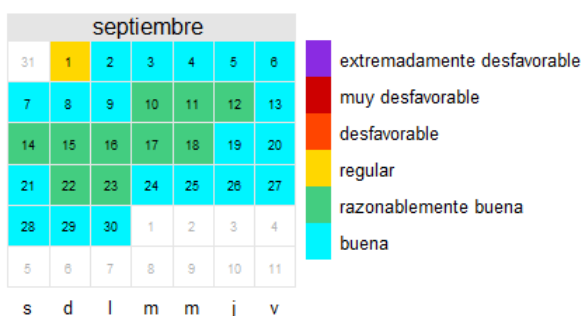 septiembre
31 1 2 3 4 5 6
7 8 9 10 11 12 13
14 15 16 17 18 19 20
21 22 23 24 25 26 27
28 29 30 1 2 3 4
5 6 7 8 9 10 11
s d l m m j v
extremadamente desfavorable
muy desfavorable
desfavorable
regular
razonablemente buena
buena